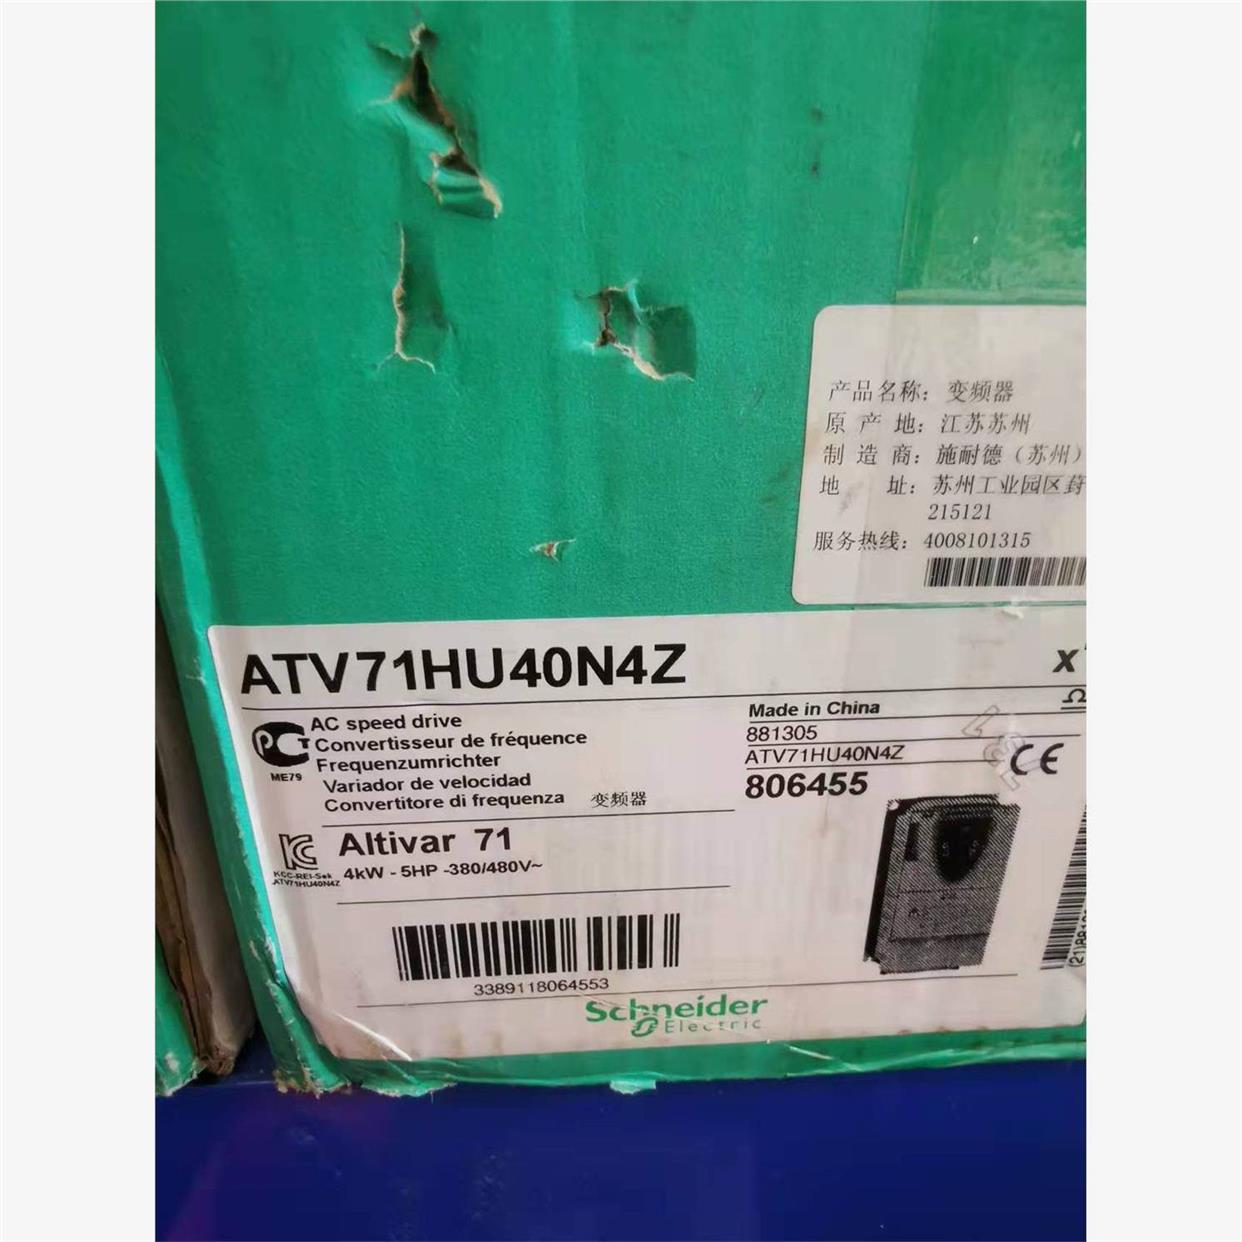 产品名称：变频器
原 产 地：江苏苏州
制 造 商：施耐德（苏州）
地 址：苏州工业园区葑
215121
服务热线：4008101315
ATV71HU40N4Z
x
PCT
ME79
AC speed drive
Convertisseur de fréquence
Frequenzumrichter
Variador de velocidad
Convertitore di frequenza 变频器
Made in China
881305
ATV71HU40N4Z
806455
CE
KCC-REI-Sek
ATV71HU40N4Z
Altivar 71
4kW - 5HP -380/480V~
3389118064553
Schneider
Electric